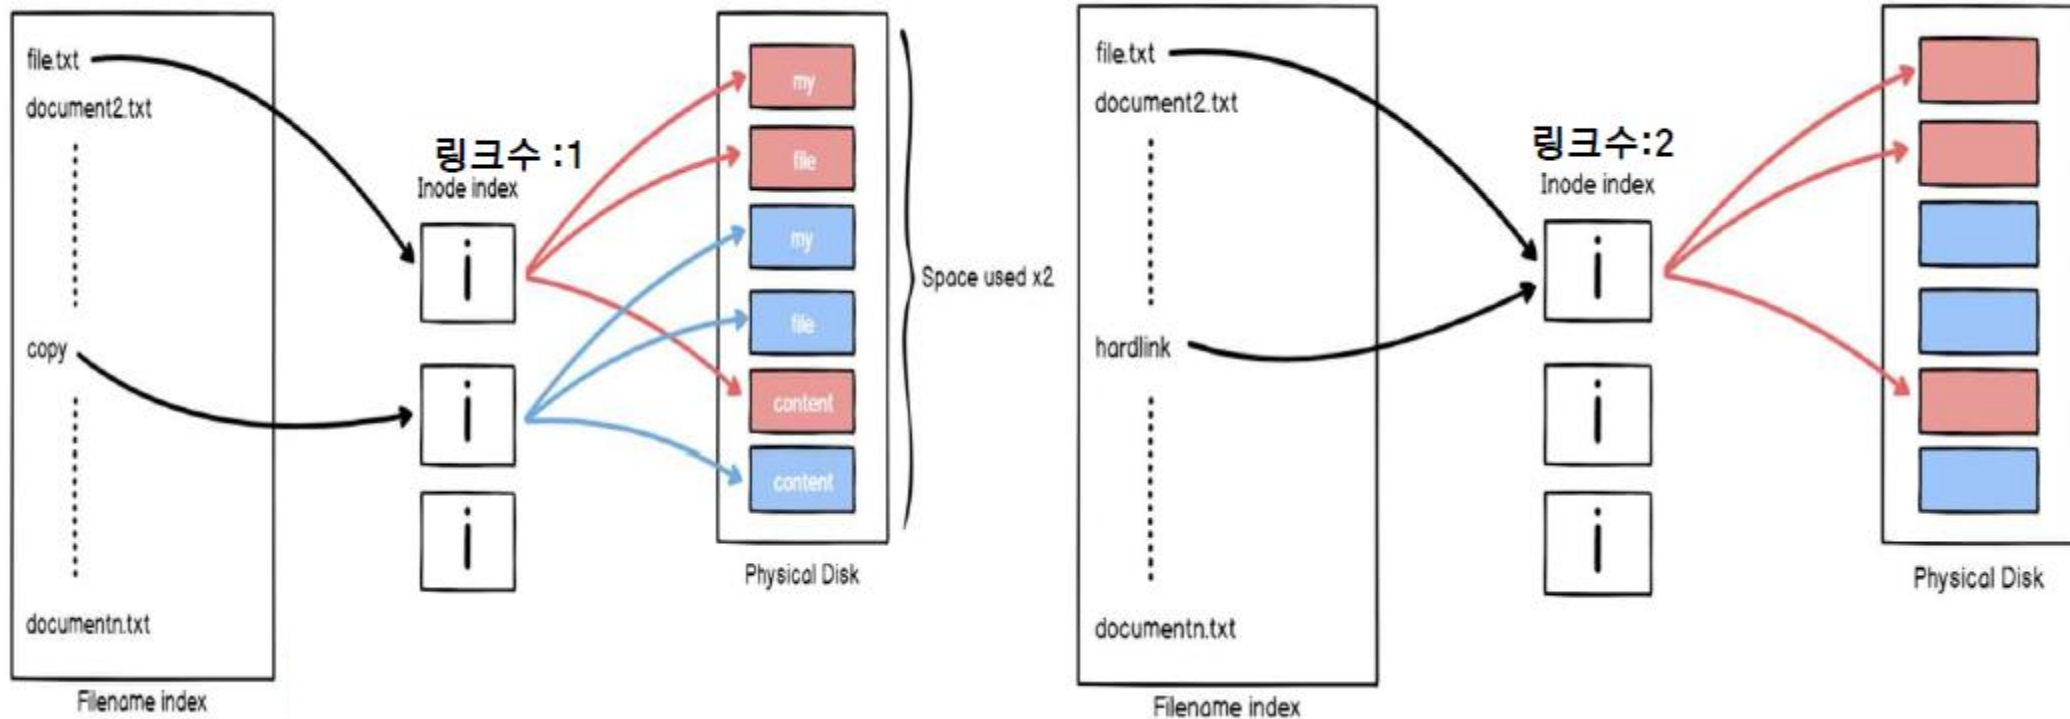 file.txt
document2.txt
copy
documentn.txt
Filename index
링크수 :1
Inode index
i
i
i
my
file
my
file
content
content
Physical Disk
Space used x2
file.txt
document2.txt
hardlink
documentn.txt
Filename index
링크수:2
Inode index
i
i
i
Physical Disk